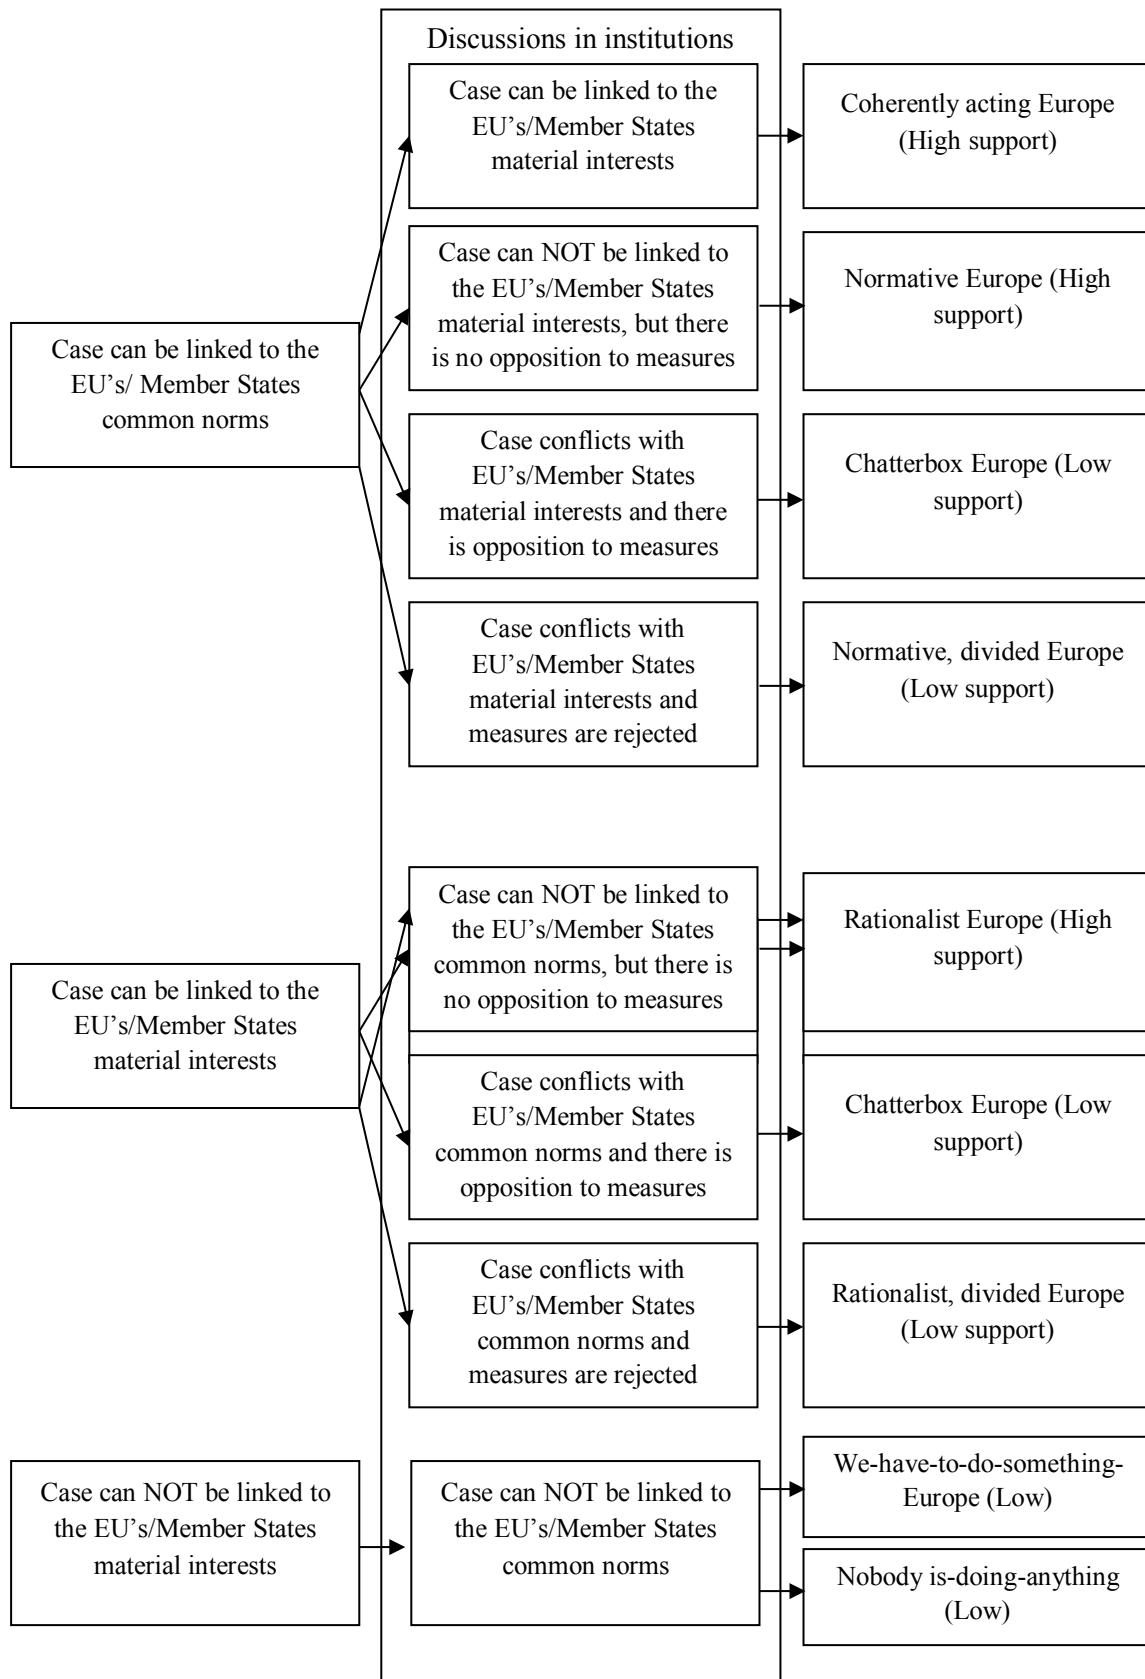 Discussions in institutions
Case can be linked to the
EU's/ Member States
common norms
Case can be linked to the
EU's/Member States
material interests
Coherently acting Europe
(High support)
Case can NOT be linked to
the EU's/Member States
material interests, but there
is no opposition to measures
Normative Europe (High
support)
Case conflicts with
EU's/Member States
material interests and there
is opposition to measures
Chatterbox Europe (Low
support)
Case conflicts with
EU's/Member States
material interests and
measures are rejected
Normative, divided Europe
(Low support)
Case can be linked to the
EU's/Member States
material interests
Case can NOT be linked to
the EU's/Member States
common norms, but there is
no opposition to measures
Rationalist Europe (High
support)
Case conflicts with
EU's/Member States
common norms and there is
opposition to measures
Chatterbox Europe (Low
support)
Case conflicts with
EU's/Member States
common norms and
measures are rejected
Rationalist, divided Europe
(Low support)
Case can NOT be linked to
the EU's/Member States
material interests
Case can NOT be linked to
the EU's/Member States
common norms
We-have-to-do-something-
Europe (Low)
Nobody is-doing-anything
(Low)